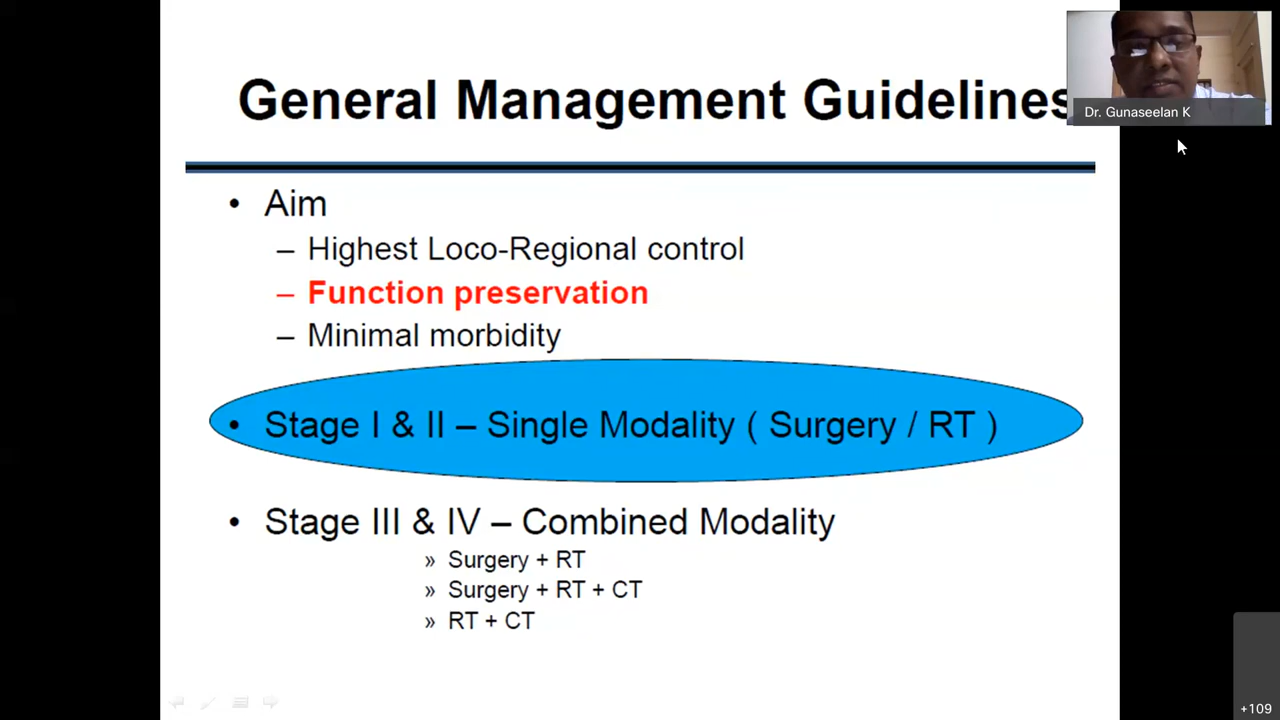 General Management Guidelines
Dr. Gunaseelan K
• Aim
– Highest Loco-Regional control
– Function preservation
– Minimal morbidity
• Stage I & II – Single Modality ( Surgery / RT )
• Stage III & IV – Combined Modality
» Surgery + RT
» Surgery + RT + CT
» RT + CT
+109